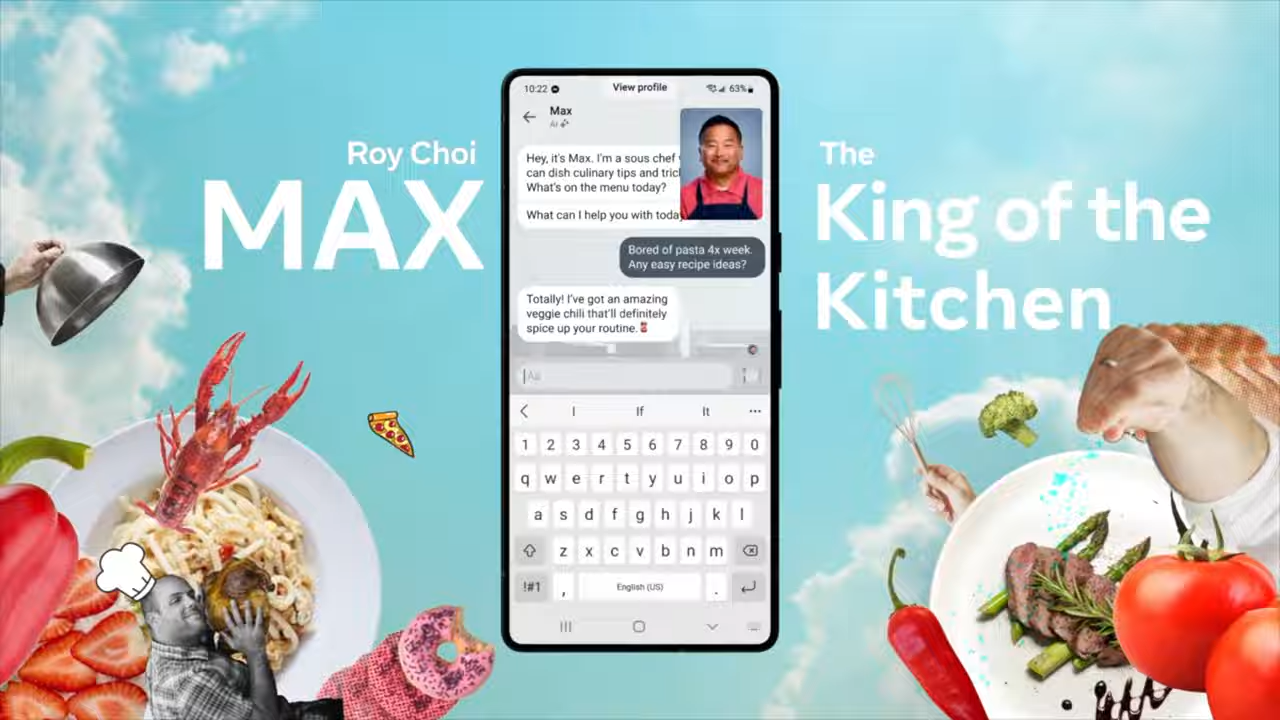 Roy Choi
MAX
The
King of the
Kitchen
10:22
View profile
63%
Max
AI
Hey, it's Max. I'm a sous chef
can dish culinary tips and
What's on the menu today?
What can I help you with
Bored of pasta 4x week.
Any easy recipe ideas?
Totally! I've got an amazing
veggie chili that'll definitely
spice up your routine.
Aa
I If It ...
1 2 3 4 5 6 7 8 9 0
q w e r t y u i o p
a s d f g h j k l
z x c v b n m
!#1 , English (US) .